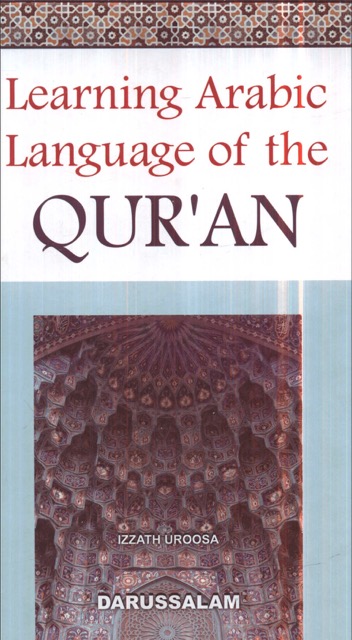 Learning Arabic
Language of the
QUR'AN
IZZATH UROOSA
DARUSSALAM